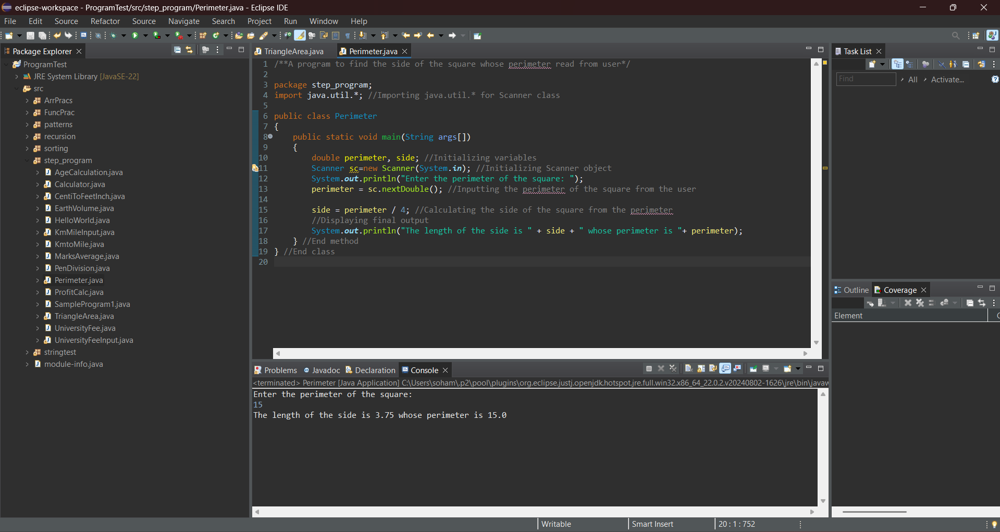 eclipse-workspace - ProgramTest/src/step_program/Perimeter.java - Eclipse IDE
File Edit Source Refactor Source Navigate Search Project Run Window Help
Package Explorer
ProgramTest
JRE System Library [JavaSE-22]
src
ArrPracs
FuncPrac
patterns
recursion
sorting
step_program
AgeCalculation.java
Calculator.java
CentiToFeetInch.java
EarthVolume.java
HelloWorld.java
KmMileInput.java
KmtoMile.java
MarksAverage.java
PenDivision.java
Perimeter.java
ProfitCalc.java
SampleProgram1.java
TriangleArea.java
UniversityFee.java
UniversityFeeInput.java
stringtest
module-info.java
TriangleArea.java Perimeter.java
1 /**A program to find the side of the square whose perimeter read from user*/
2
3 package step_program;
4 import java.util.*; //Importing java.util.* for Scanner class
5
6 public class Perimeter
7 {
8 public static void main(String args[])
9 {
10 double perimeter, side; //Initializing variables
11 Scanner sc=new Scanner(System.in); //Initializing Scanner object
12 System.out.println("Enter the perimeter of the square: ");
13 perimeter = sc.nextDouble(); //Inputting the perimeter of the square from the user
14
15 side = perimeter / 4; //Calculating the side of the square from the perimeter
16 //Displaying final output
17 System.out.println("The length of the side is " + side + " whose perimeter is "+ perimeter);
18 } //End method
19 } //End class
20
Problems Javadoc Declaration Console
<terminated> Perimeter [Java Application] C:\Users\soham\.p2\pool\plugins\org.eclipse.justj.openjdk.hotspot.jre.full.win32.x86_64_22.0.2.v20240802-1626\jre\bin\javaw
Enter the perimeter of the square:
15
The length of the side is 3.75 whose perimeter is 15.0
Task List
Find All Activate...
Outline Coverage
Element C
Writable Smart Insert 20 : 1 : 752